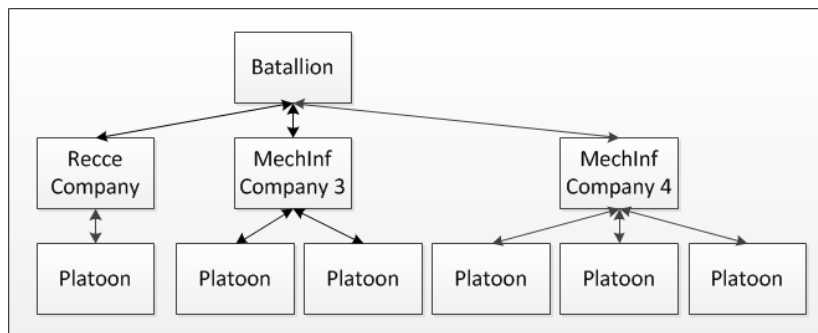 Batallion
Recce
Company
MechInf
Company 3
MechInf
Company 4
Platoon
Platoon
Platoon
Platoon
Platoon
Platoon